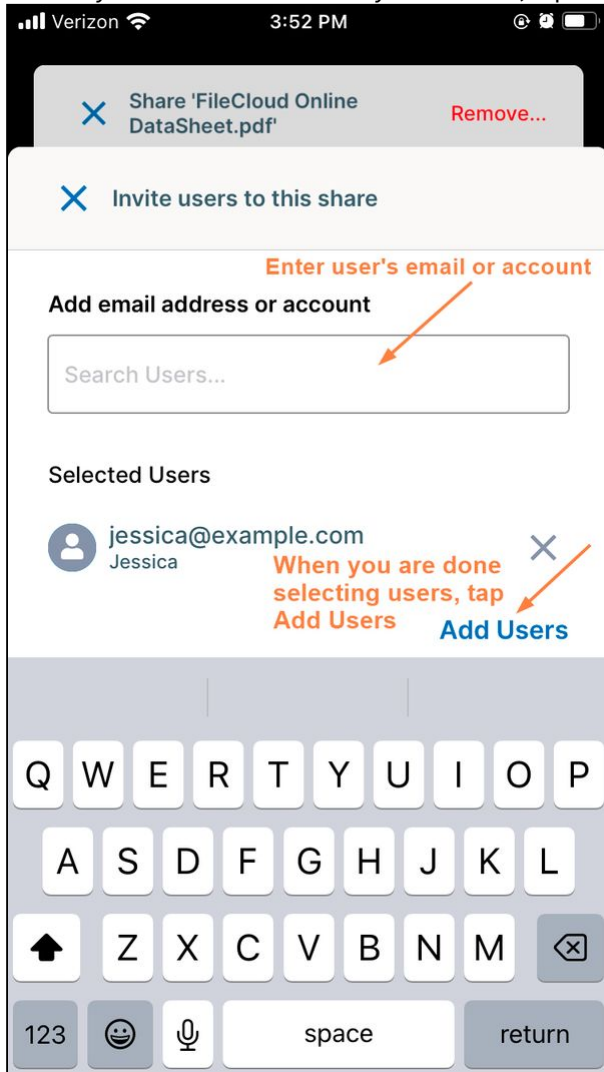 Verizon 3:52 PM
Share 'FileCloud Online
DataSheet.pdf'
Remove...
Invite users to this share
Enter user's email or account
Add email address or account
Search Users...
Selected Users
jessica@example.com
Jessica
When you are done
selecting users, tap
Add Users
Add Users
Q W E R T Y U I O P
A S D F G H J K L
Z X C V B N M
123 space return